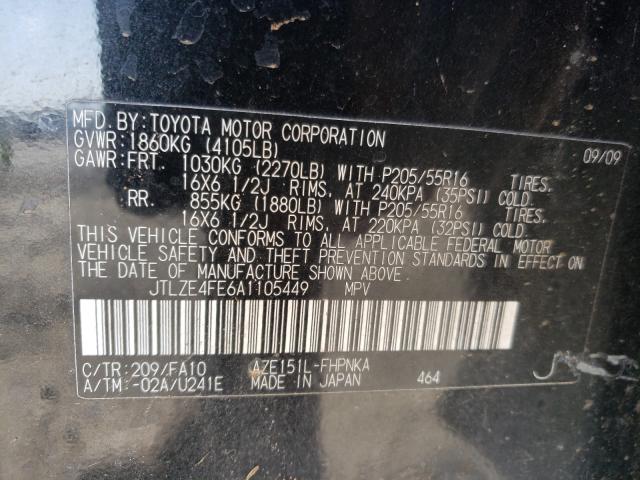 MFD. BY: TOYOTA MOTOR CORPORATION 09/09
GVWR: 1860KG (4105LB)
GAWR: FRT. 1030KG (2270LB) WITH P205/55R16 TIRES.
16X6 1/2J RIMS. AT 240KPA (35PSI) COLD.
RR. 855KG (1880LB) WITH P205/55R16 TIRES.
16X6 1/2J RIMS. AT 220KPA (32PSI) COLD.
THIS VEHICLE CONFORMS TO ALL APPLICABLE FEDERAL MOTOR
VEHICLE SAFETY AND THEFT PREVENTION STANDARDS IN EFFECT ON
THE DATE OF MANUFACTURE SHOWN ABOVE.
JTLZE4FE6A1105449 MPV
C/TR: 209/FA10 AZE151L-FHPNKA
A/TM: -02A/U241E MADE IN JAPAN 464